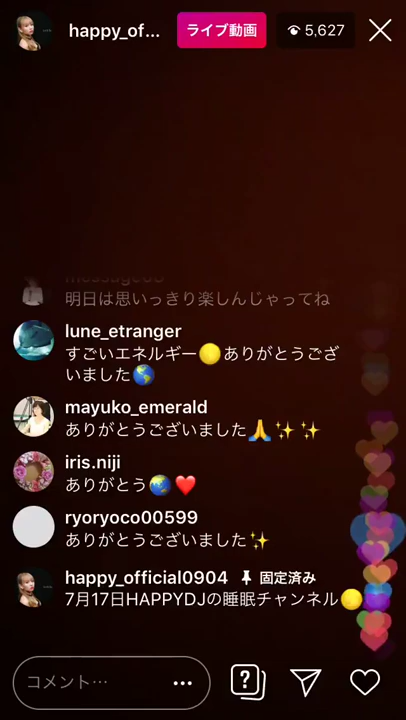 happy_of...
ライブ動画
5,627
明日は思いっきり楽しんじゃってね
lune_etranger
すごいエネルギー🌕ありがとうござ
いました🌏
mayuko_emerald
ありがとうございました🙏✨✨
iris.niji
ありがとう🌏❤️
ryoryoco00599
ありがとうございました✨
happy_official0904 📌 固定済み
7月17日HAPPYDJの睡眠チャンネル🌕
コメント…